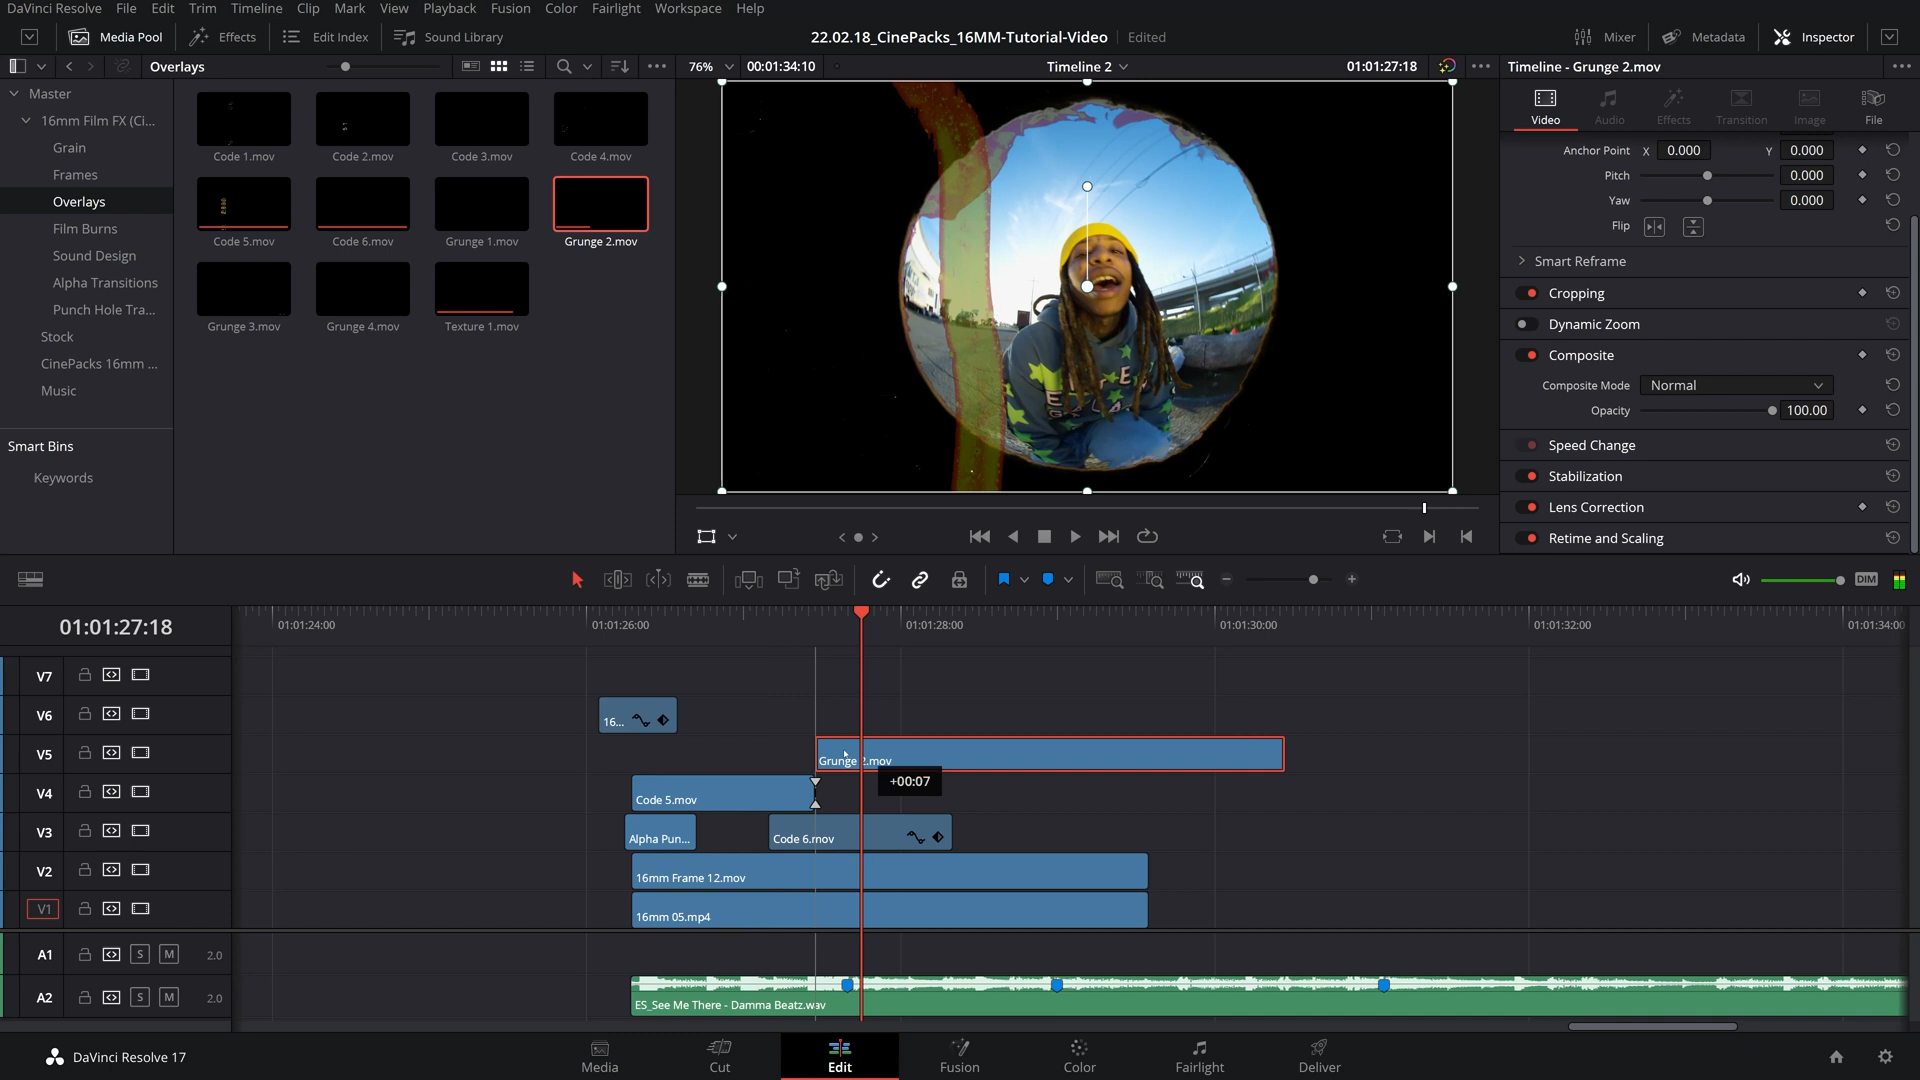 DaVinci Resolve File Edit Trim Timeline Clip Mark View Playback Fusion Color Fairlight Workspace Help
Media Pool Effects Edit Index Sound Library 22.02.18_CinePacks_16MM-Tutorial-Video Edited Mixer Metadata Inspector
Overlays 76% 00:01:34:10 Timeline 2 01:01:27:18 Timeline - Grunge 2.mov
Master
16mm Film FX (Ci...
Grain
Frames
Overlays
Film Burns
Sound Design
Alpha Transitions
Punch Hole Tra...
Stock
CinePacks 16mm ...
Music
Smart Bins
Keywords
Code 1.mov Code 2.mov Code 3.mov Code 4.mov
Code 5.mov Code 6.mov Grunge 1.mov Grunge 2.mov
Grunge 3.mov Grunge 4.mov Texture 1.mov
Video Audio Effects Transition Image File
Anchor Point X 0.000 Y 0.000
Pitch 0.000
Yaw 0.000
Flip
Smart Reframe
Cropping
Dynamic Zoom
Composite
Composite Mode Normal
Opacity 100.00
Speed Change
Stabilization
Lens Correction
Retime and Scaling
DIM
01:01:27:18 01:01:24:00 01:01:26:00 01:01:28:00 01:01:30:00 01:01:32:00 01:01:34:00
V7
V6 16...
V5 Grunge 2.mov
+00:07
V4 Code 5.mov
V3 Alpha Pun... Code 6.mov
V2 16mm Frame 12.mov
V1 16mm 05.mp4
A1 S M 2.0
A2 S M 2.0 ES_See Me There - Damma Beatz.wav
DaVinci Resolve 17 Media Cut Edit Fusion Color Fairlight Deliver